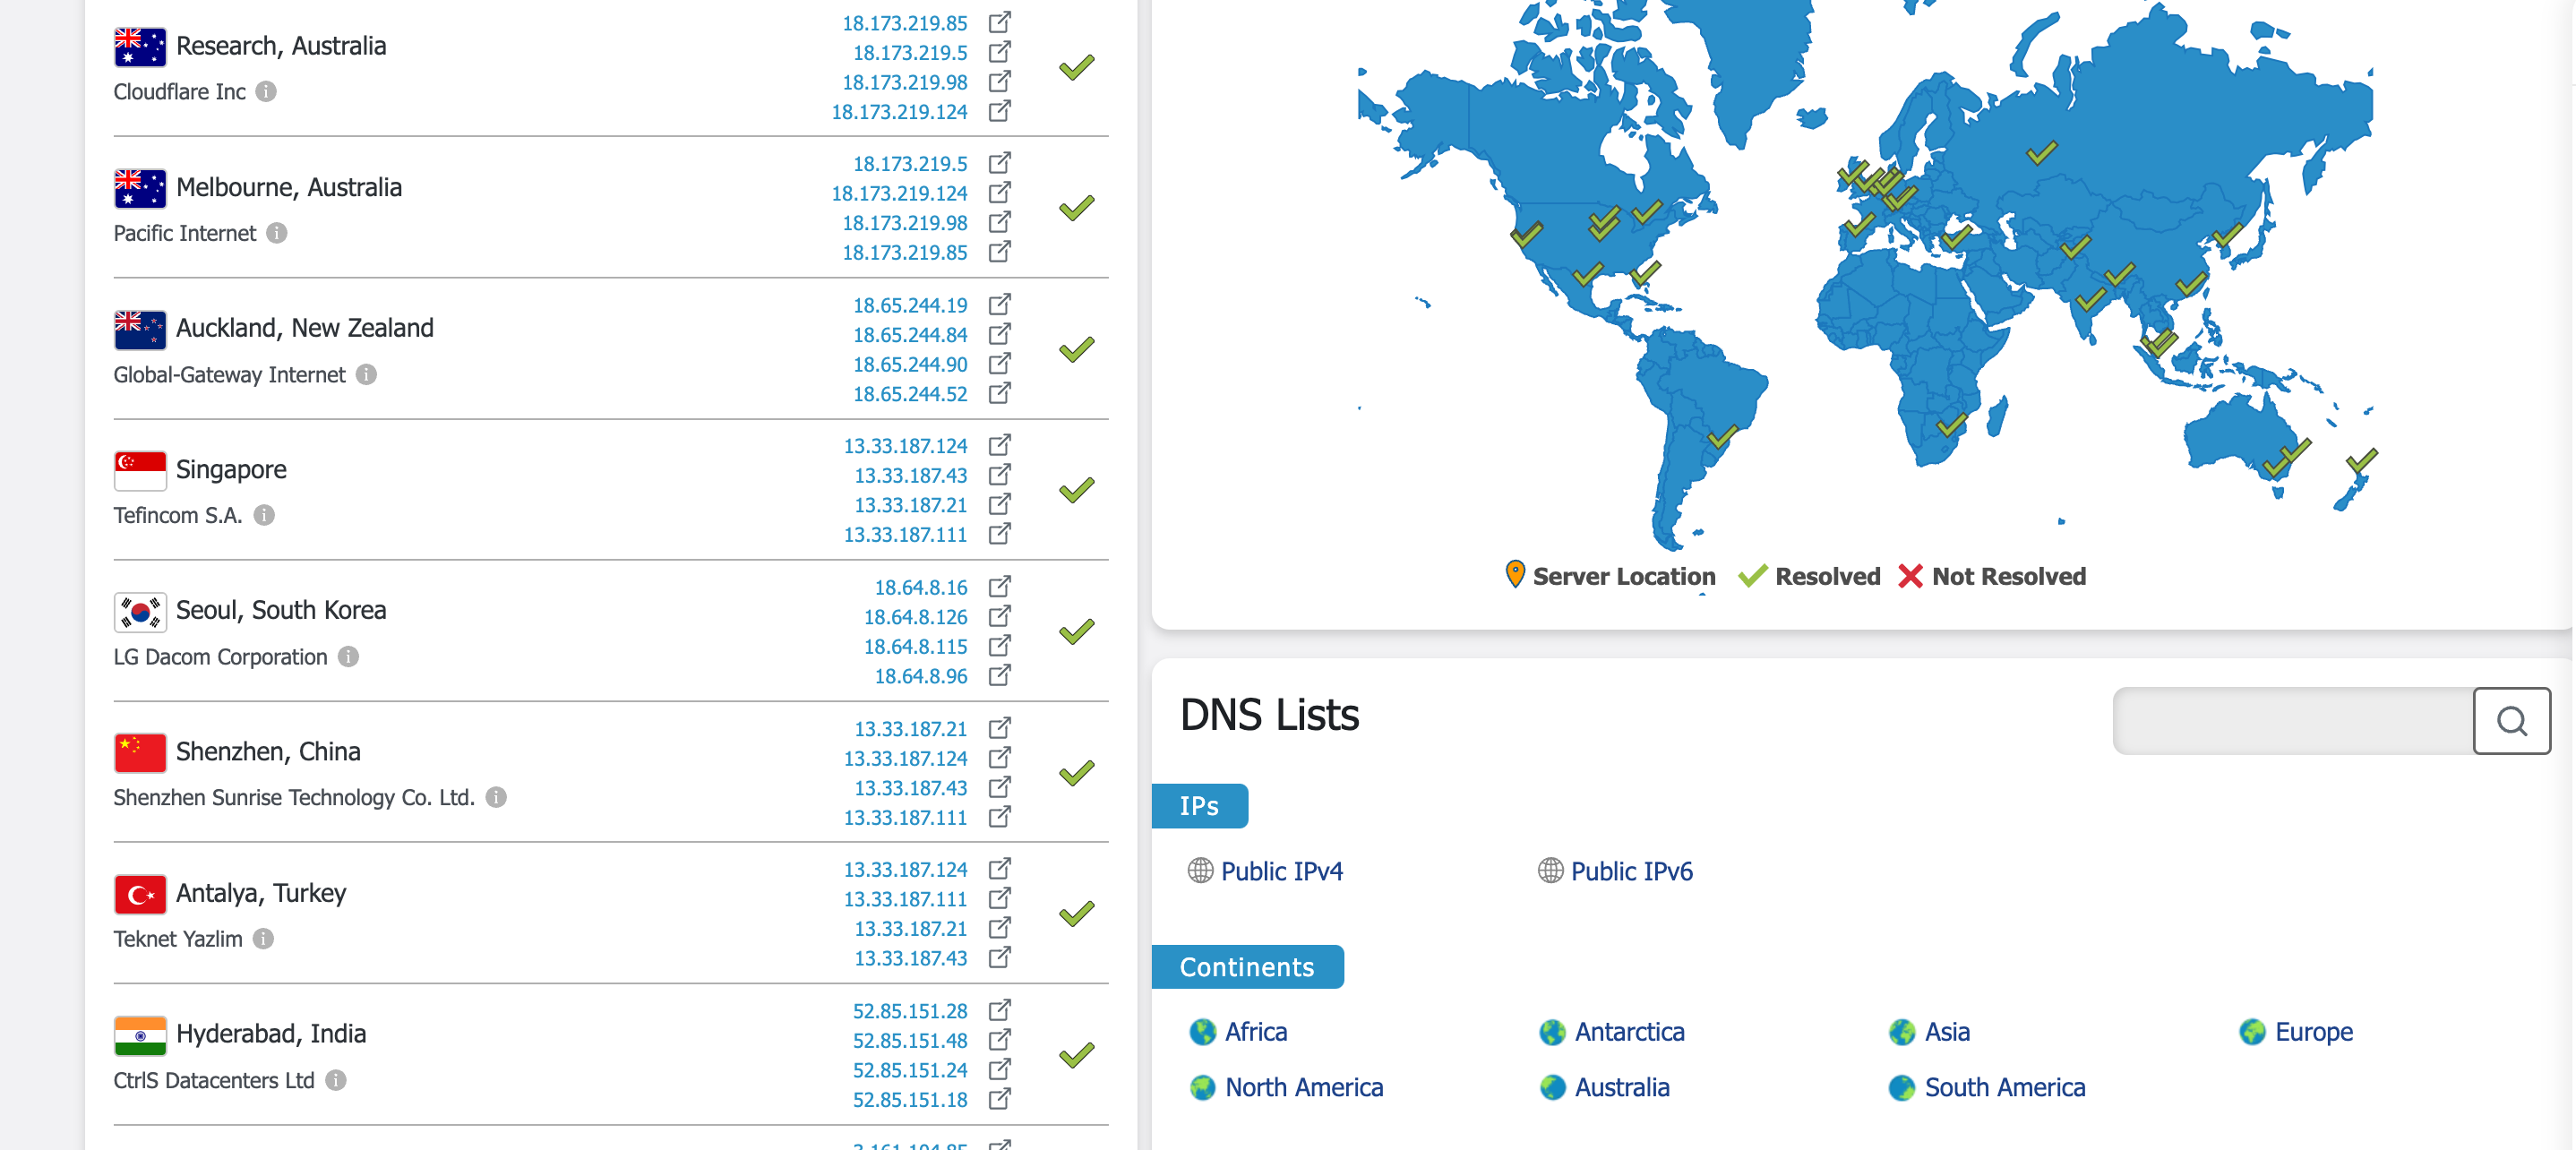 Research, Australia
Cloudflare Inc
18.173.219.85
18.173.219.5
18.173.219.98
18.173.219.124
Melbourne, Australia
Pacific Internet
18.173.219.5
18.173.219.124
18.173.219.98
18.173.219.85
Auckland, New Zealand
Global-Gateway Internet
18.65.244.19
18.65.244.84
18.65.244.90
18.65.244.52
Singapore
Tefincom S.A.
13.33.187.124
13.33.187.43
13.33.187.21
13.33.187.111
Seoul, South Korea
LG Dacom Corporation
18.64.8.16
18.64.8.126
18.64.8.115
18.64.8.96
Shenzhen, China
Shenzhen Sunrise Technology Co. Ltd.
13.33.187.21
13.33.187.124
13.33.187.43
13.33.187.111
Antalya, Turkey
Teknet Yazlim
13.33.187.124
13.33.187.111
13.33.187.21
13.33.187.43
Hyderabad, India
CtrlS Datacenters Ltd
52.85.151.28
52.85.151.48
52.85.151.24
52.85.151.18
Server Location Resolved Not Resolved
DNS Lists
IPs
Public IPv4 Public IPv6
Continents
Africa Antarctica Asia Europe
North America Australia South America